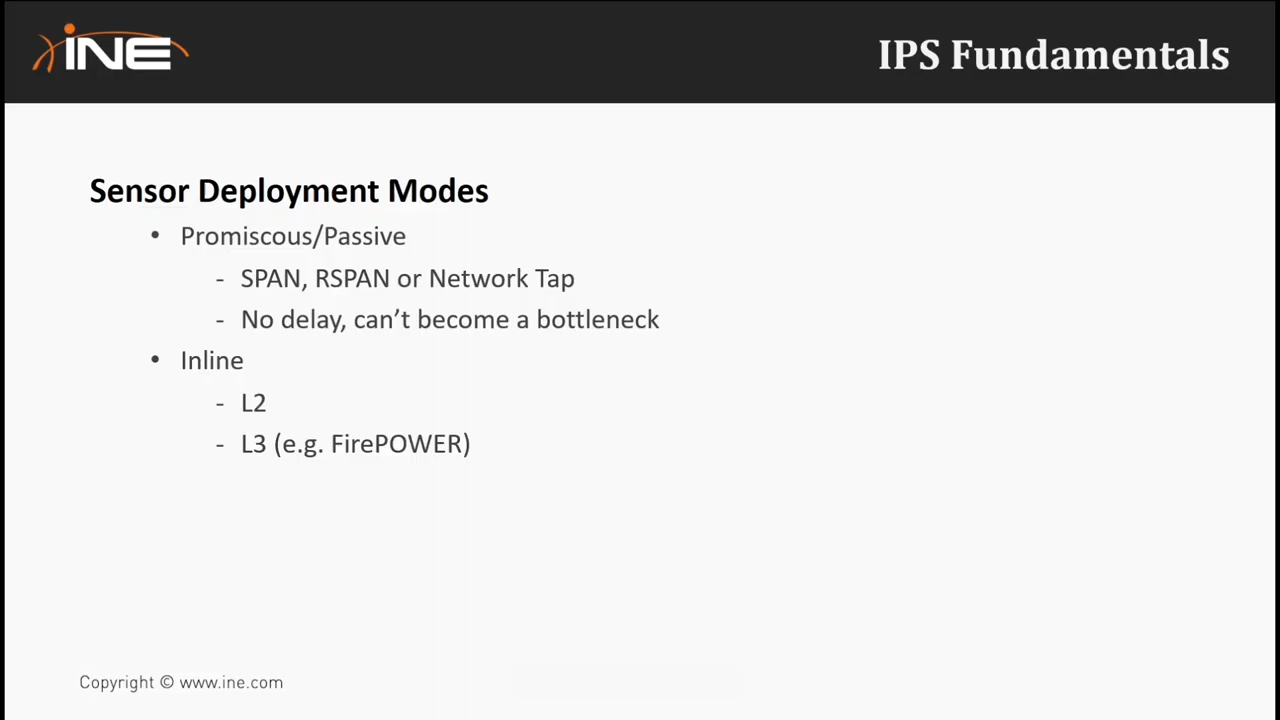 INE
IPS Fundamentals
Sensor Deployment Modes
• Promiscous/Passive
- SPAN, RSPAN or Network Tap
- No delay, can’t become a bottleneck
• Inline
- L2
- L3 (e.g. FirePOWER)
Copyright © www.ine.com